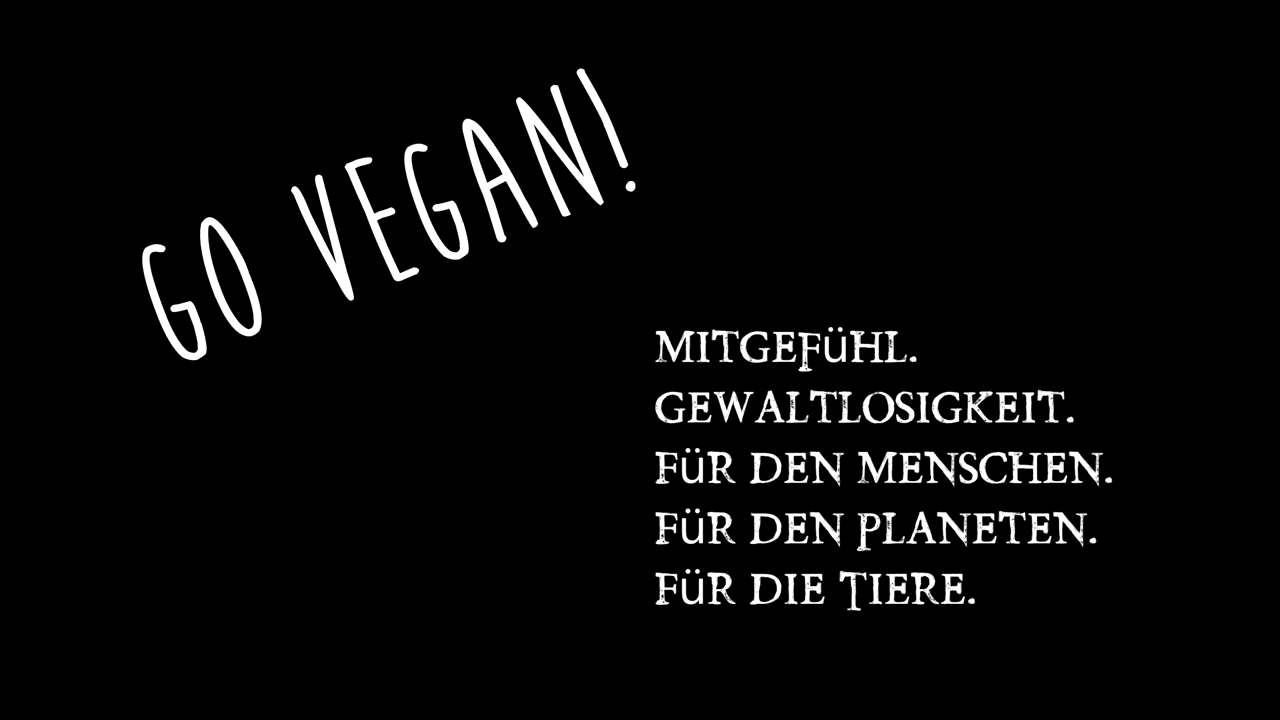 GO VEGAN!
MITGEFÜHL.
GEWALTLOSIGKEIT.
FÜR DEN MENSCHEN.
FÜR DEN PLANETEN.
FÜR DIE TIERE.